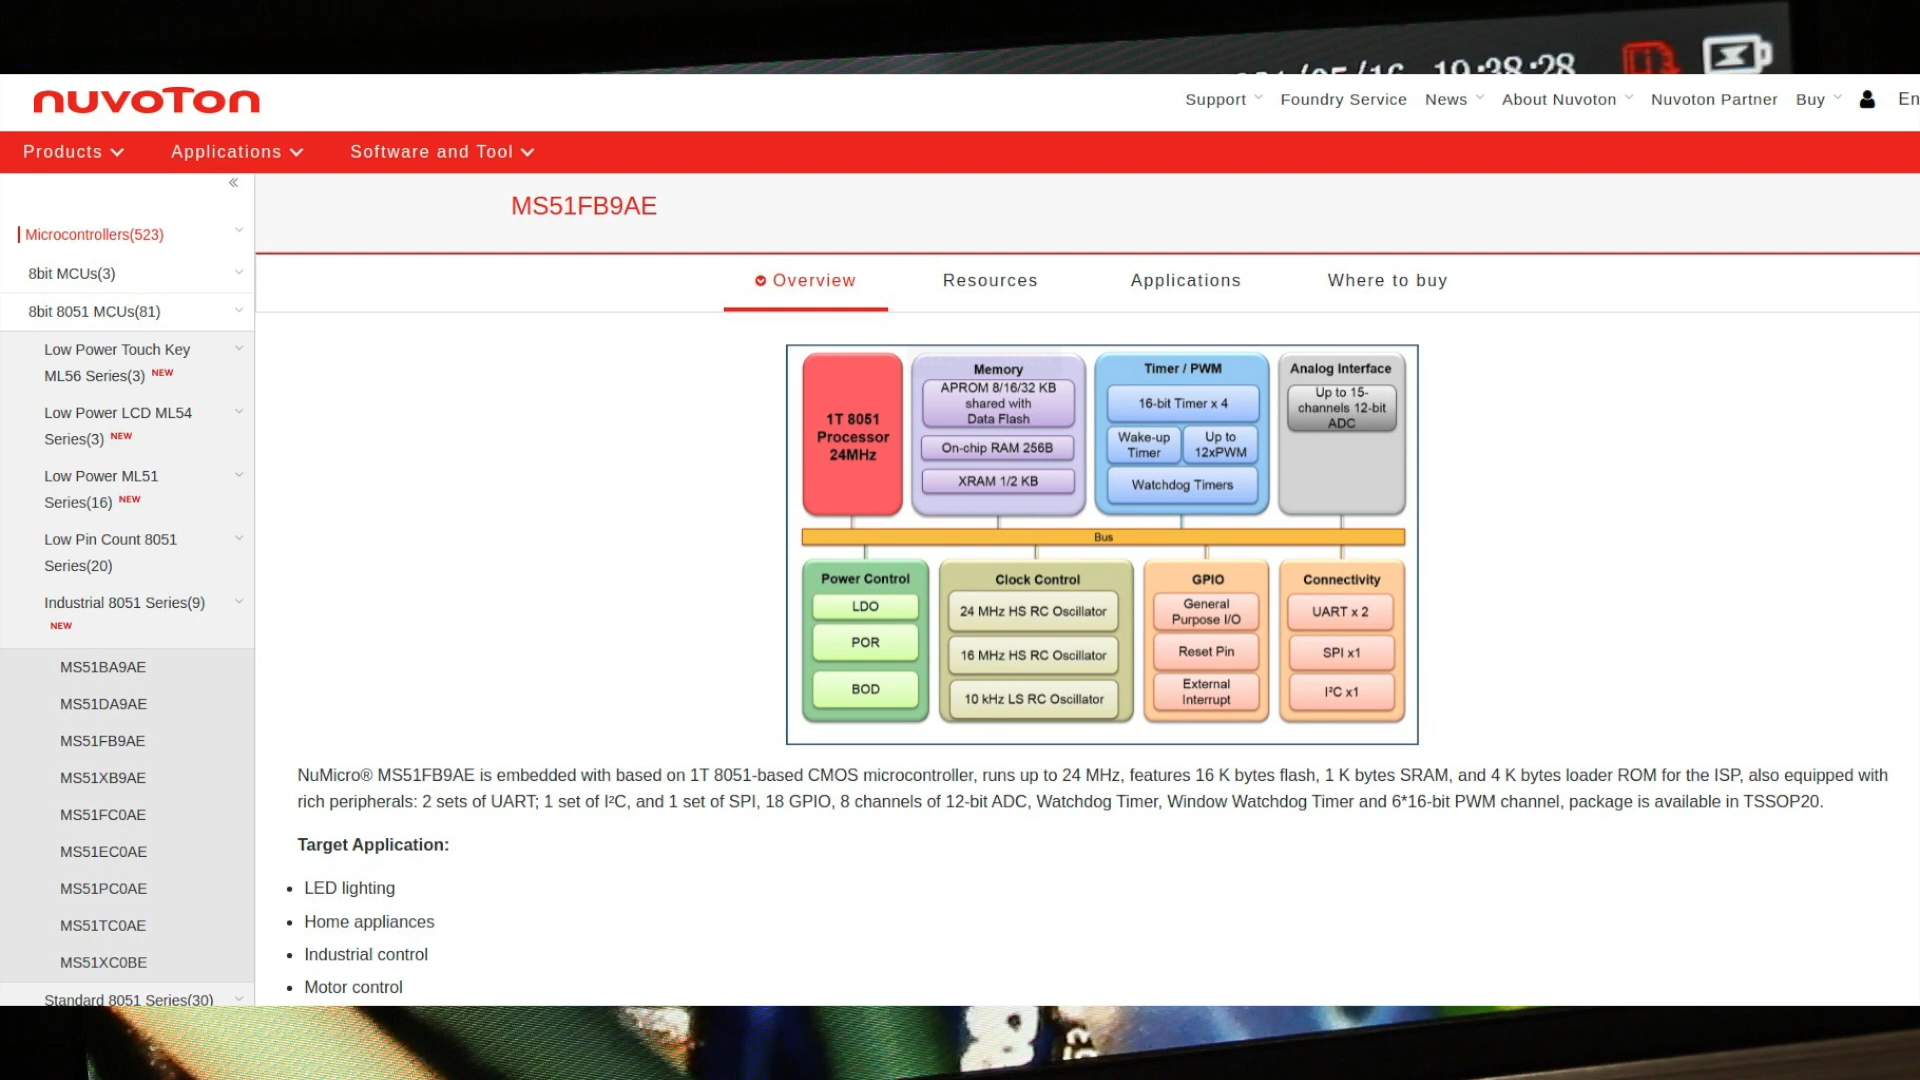 19:38:28
nuvoTon
Support
Foundry Service
News
About Nuvoton
Nuvoton Partner
Buy
En
Products
Applications
Software and Tool
MS51FB9AE
Microcontrollers(523)
8bit MCUs(3)
8bit 8051 MCUs(81)
Low Power Touch Key
ML56 Series(3) NEW
Low Power LCD ML54
Series(3) NEW
Low Power ML51
Series(16) NEW
Low Pin Count 8051
Series(20)
Industrial 8051 Series(9)
NEW
MS51BA9AE
MS51DA9AE
MS51FB9AE
MS51XB9AE
MS51FC0AE
MS51EC0AE
MS51PC0AE
MS51TC0AE
MS51XC0BE
Standard 8051 Series(30)
Overview
Resources
Applications
Where to buy
1T 8051
Processor
24MHz
Memory
APROM 8/16/32 KB
shared with
Data Flash
On-chip RAM 256B
XRAM 1/2 KB
Timer / PWM
16-bit Timer x 4
Wake-up
Timer
Up to
12xPWM
Watchdog Timers
Analog Interface
Up to 15-
channels 12-bit
ADC
Bus
Power Control
LDO
POR
BOD
Clock Control
24 MHz HS RC Oscillator
16 MHz HS RC Oscillator
10 kHz LS RC Oscillator
GPIO
General
Purpose I/O
Reset Pin
External
Interrupt
Connectivity
UART x 2
SPI x1
I²C x1
NuMicro® MS51FB9AE is embedded with based on 1T 8051-based CMOS microcontroller, runs up to 24 MHz, features 16 K bytes flash, 1 K bytes SRAM, and 4 K bytes loader ROM for the ISP, also equipped with
rich peripherals: 2 sets of UART; 1 set of I²C, and 1 set of SPI, 18 GPIO, 8 channels of 12-bit ADC, Watchdog Timer, Window Watchdog Timer and 6*16-bit PWM channel, package is available in TSSOP20.
Target Application:
• LED lighting
• Home appliances
• Industrial control
• Motor control